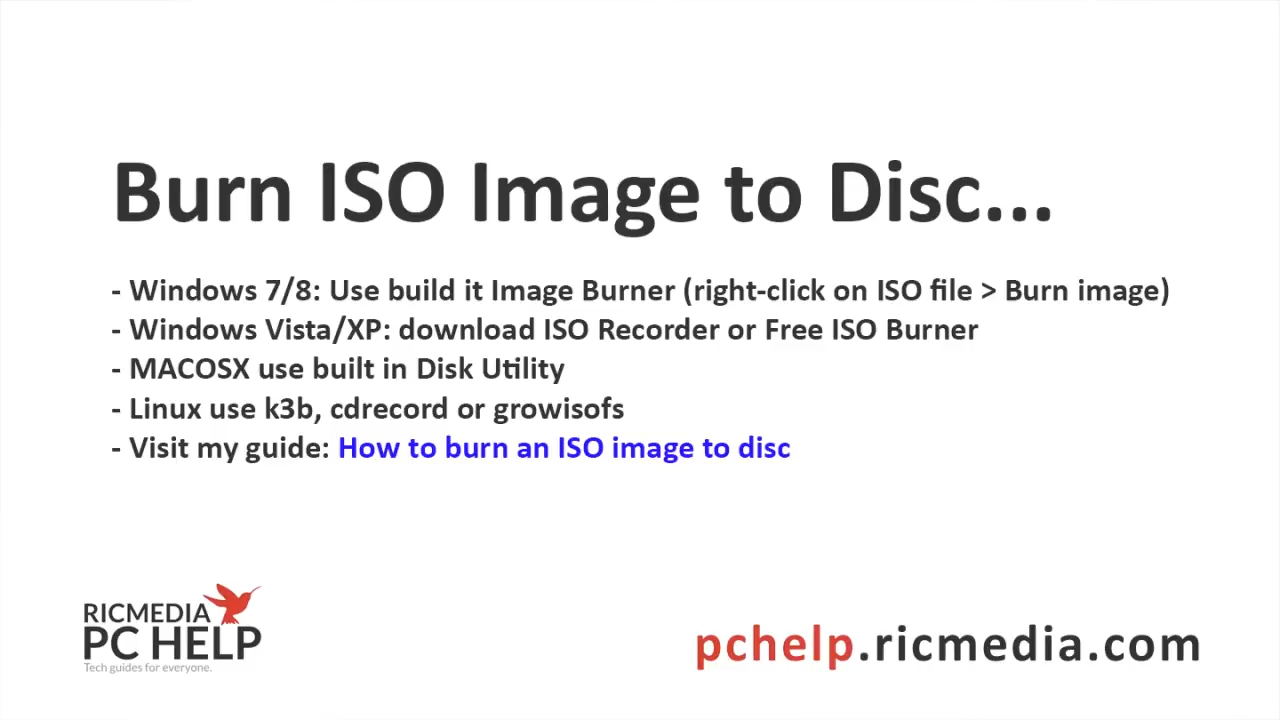 Burn ISO Image to Disc...
- Windows 7/8: Use build it Image Burner (right-click on ISO file > Burn image)
- Windows Vista/XP: download ISO Recorder or Free ISO Burner
- MACOSX use built in Disk Utility
- Linux use k3b, cdrecord or growisofs
- Visit my guide: How to burn an ISO image to disc
RICMEDIA
PC HELP
Tech guides for everyone.
pchelp.ricmedia.com